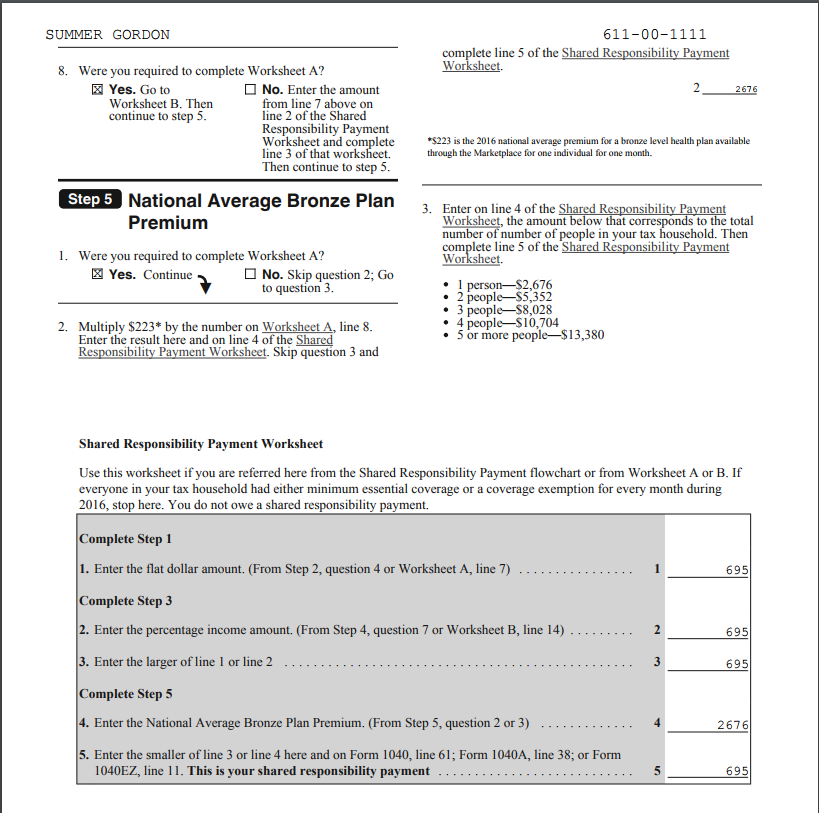 SUMMER GORDON
611-00-1111
8. Were you required to complete Worksheet A?
☒ Yes. Go to
Worksheet B. Then
continue to step 5.
☐ No. Enter the amount
from line 7 above on
line 2 of the Shared
Responsibility Payment
Worksheet and complete
line 3 of that worksheet.
Then continue to step 5.
Step 5 National Average Bronze Plan
Premium
1. Were you required to complete Worksheet A?
☒ Yes. Continue
☐ No. Skip question 2; Go
to question 3.
2. Multiply $223* by the number on Worksheet A, line 8.
Enter the result here and on line 4 of the Shared
Responsibility Payment Worksheet. Skip question 3 and
complete line 5 of the Shared Responsibility Payment
Worksheet.
2 2676
*$223 is the 2016 national average premium for a bronze level health plan available
through the Marketplace for one individual for one month.
3. Enter on line 4 of the Shared Responsibility Payment
Worksheet, the amount below that corresponds to the total
number of number of people in your tax household. Then
complete line 5 of the Shared Responsibility Payment
Worksheet.
• 1 person—$2,676
• 2 people—$5,352
• 3 people—$8,028
• 4 people—$10,704
• 5 or more people—$13,380
Shared Responsibility Payment Worksheet
Use this worksheet if you are referred here from the Shared Responsibility Payment flowchart or from Worksheet A or B. If
everyone in your tax household had either minimum essential coverage or a coverage exemption for every month during
2016, stop here. You do not owe a shared responsibility payment.
Complete Step 1
1. Enter the flat dollar amount. (From Step 2, question 4 or Worksheet A, line 7) . . . . . . . . . . . . . . . . 1 695
Complete Step 3
2. Enter the percentage income amount. (From Step 4, question 7 or Worksheet B, line 14) . . . . . . . . . 2 695
3. Enter the larger of line 1 or line 2 . . . . . . . . . . . . . . . . . . . . . . . . . . . . . . . . . . . . . . . . . . . . . . . . 3 695
Complete Step 5
4. Enter the National Average Bronze Plan Premium. (From Step 5, question 2 or 3) . . . . . . . . . . . . . 4 2676
5. Enter the smaller of line 3 or line 4 here and on Form 1040, line 61; Form 1040A, line 38; or Form
1040EZ, line 11. This is your shared responsibility payment . . . . . . . . . . . . . . . . . . . . . . . . . . . 5 695